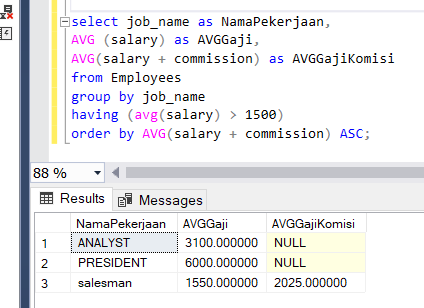 select job_name as NamaPekerjaan,
AVG (salary) as AVGGaji,
AVG(salary + commission) as AVGGajiKomisi
from Employees
group by job_name
having (avg(salary) > 1500)
order by AVG(salary + commission) ASC;
88 %
Results Messages
NamaPekerjaan AVGGaji AVGGajiKomisi
1 ANALYST 3100.000000 NULL
2 PRESIDENT 6000.000000 NULL
3 salesman 1550.000000 2025.000000